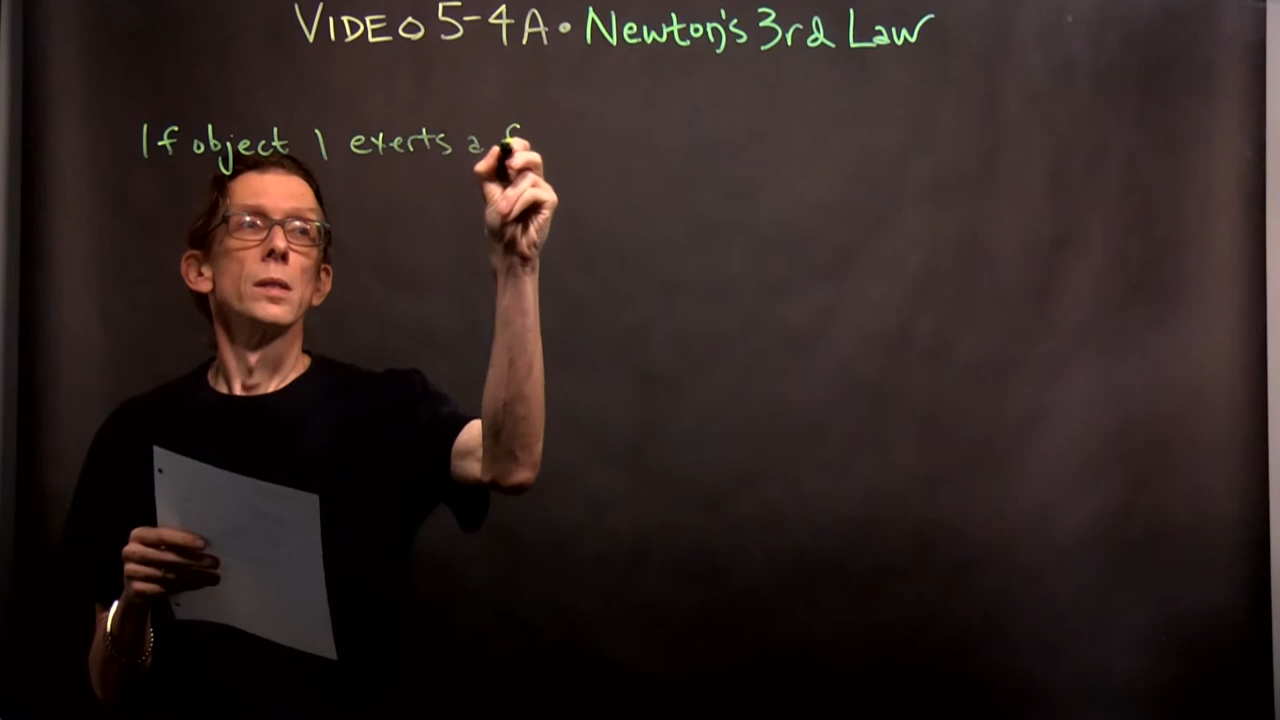 VIDEO 5-4A • Newton's 3rd Law
If object 1 exerts a f